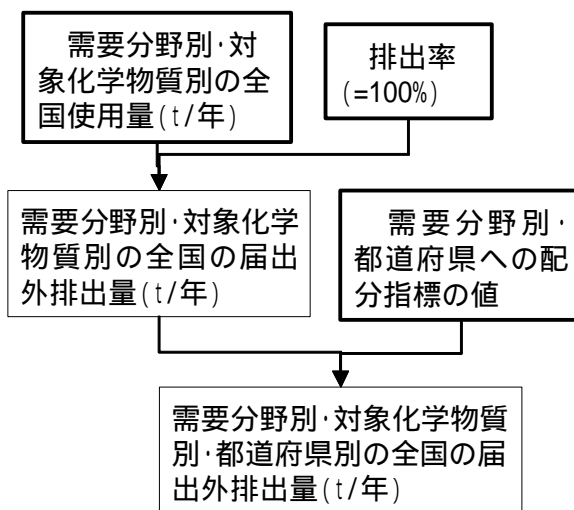 需要分野別・対
象化学物質別の全
国使用量(t/年)
排出率
(=100%)
需要分野別・対象化学
物質別の全国の届出
外排出量(t/年)
需要分野別・
都道府県への配
分指標の値
需要分野別・対象化学物質
別・都道府県別の全国の届
出外排出量(t/年)